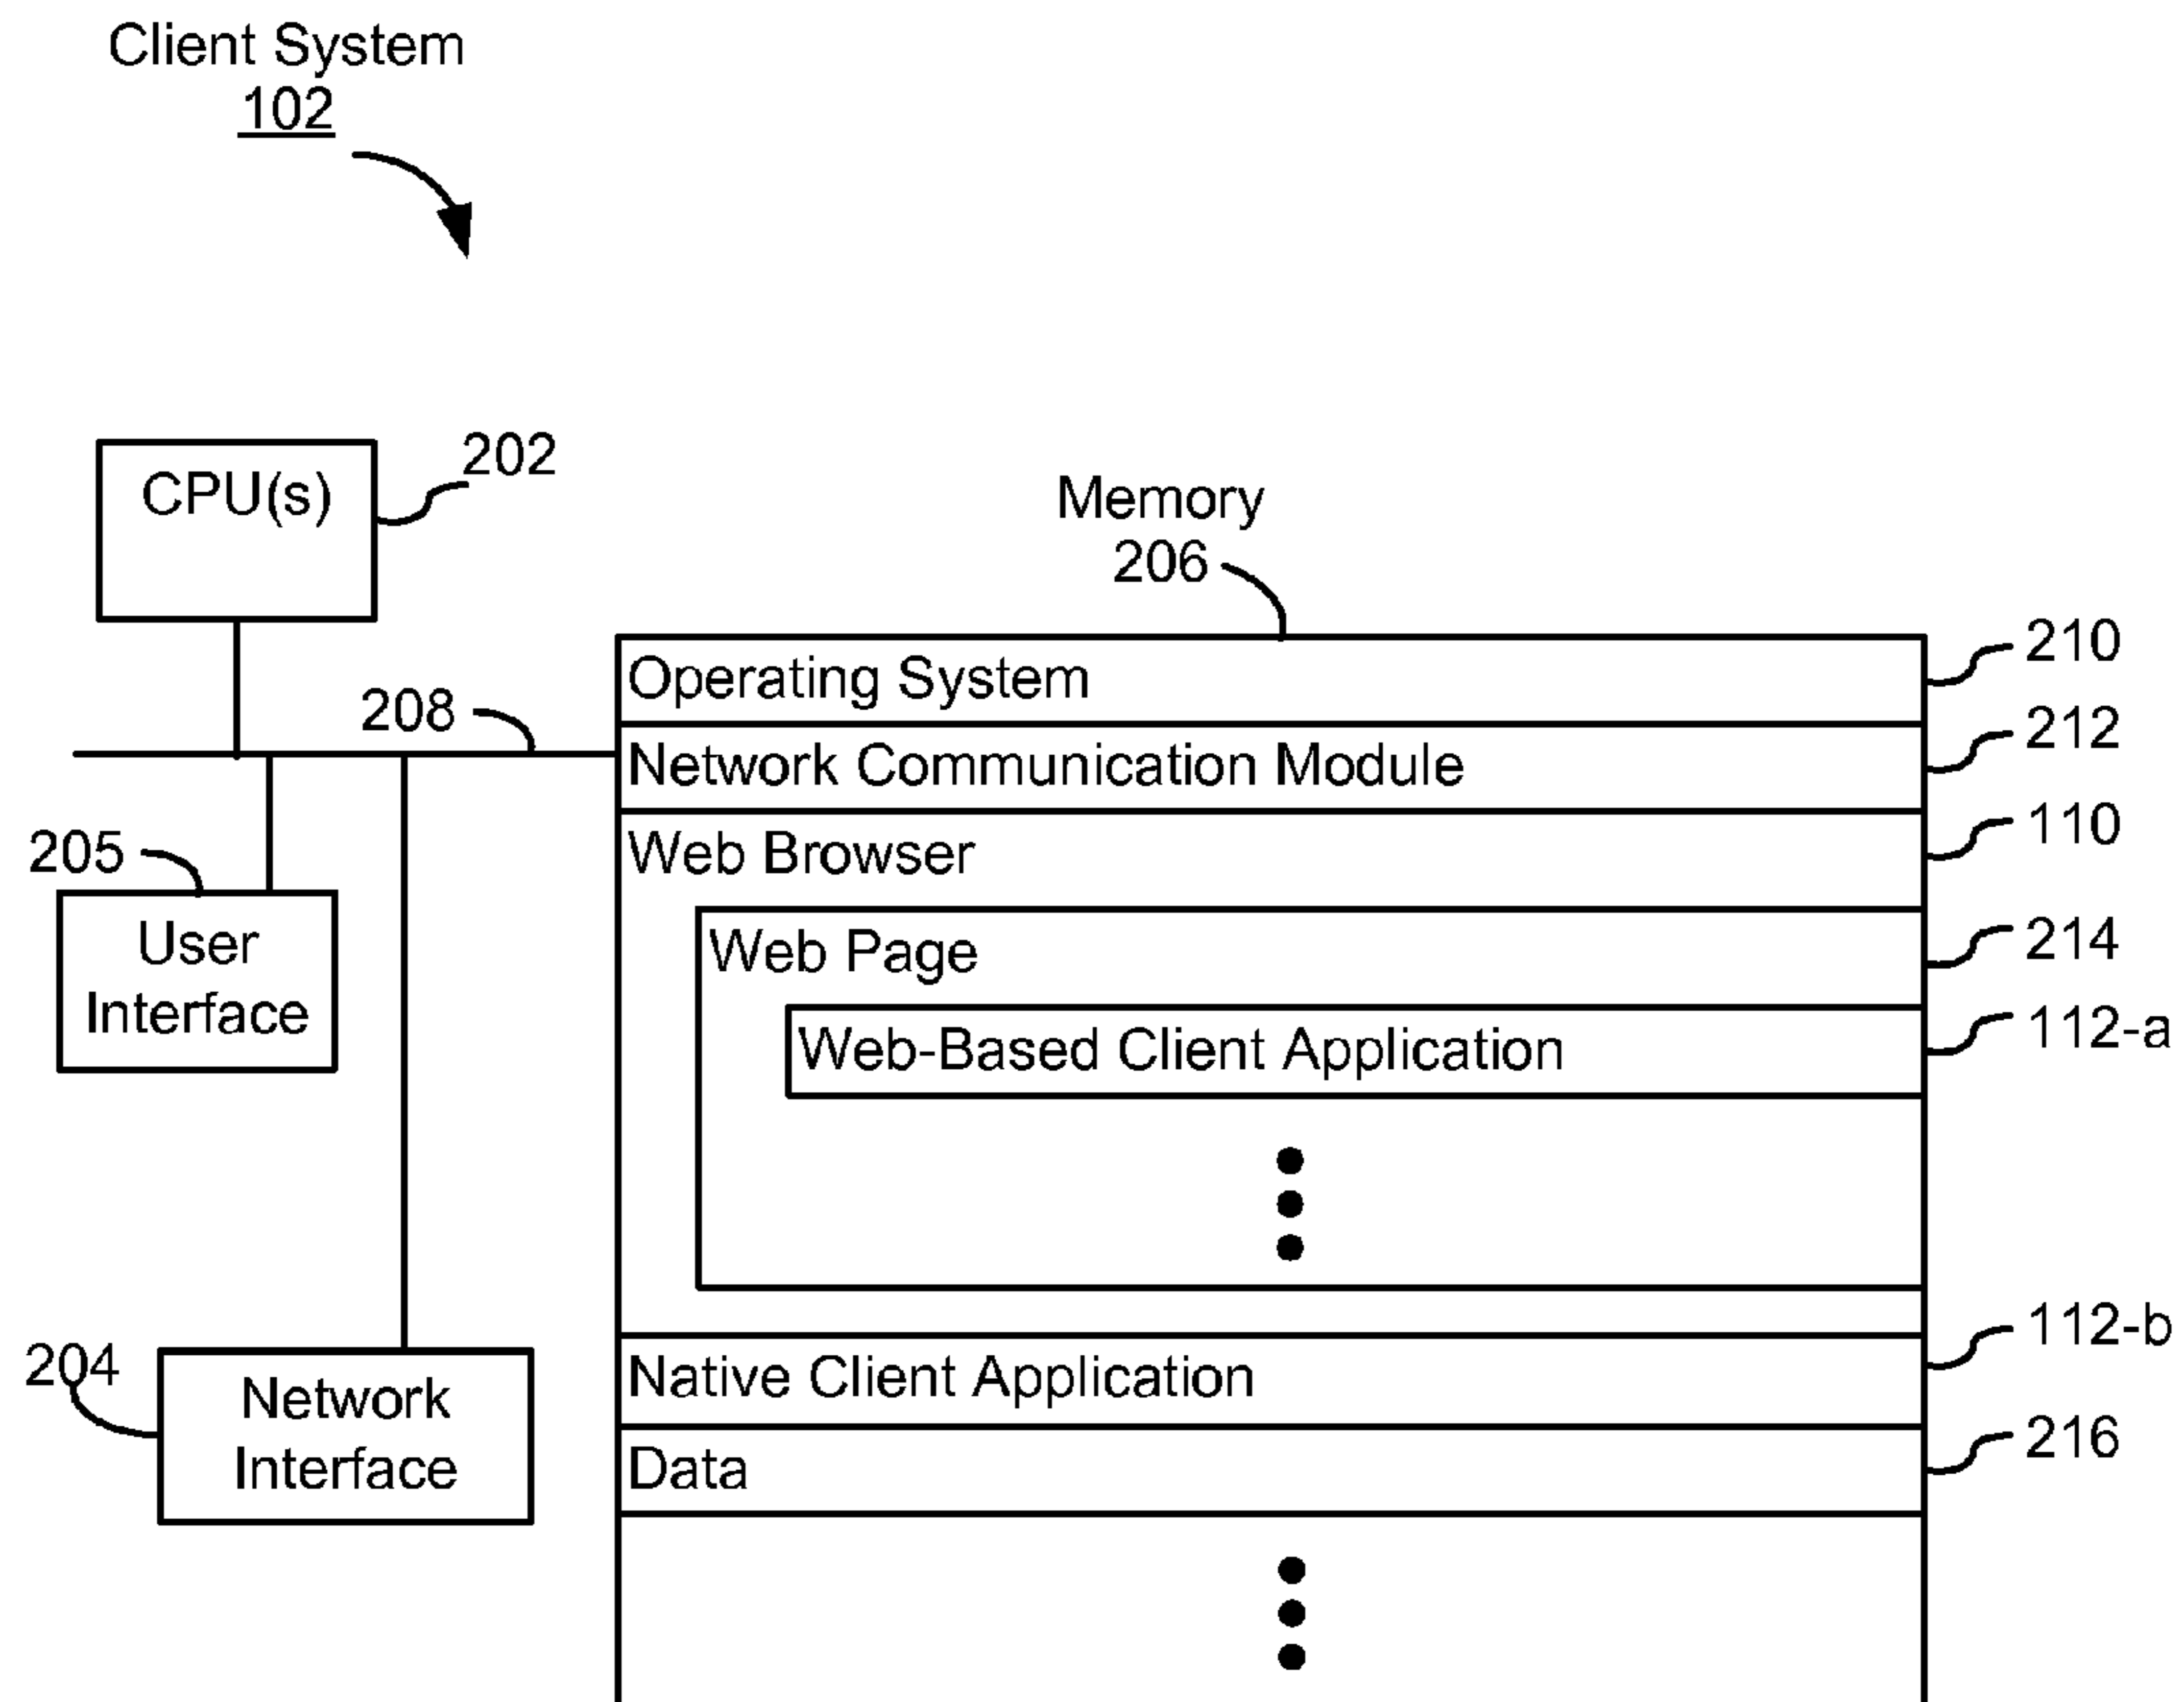 Client System
102
CPU(s)
202
Memory
206
Operating System
210
208
Network Communication Module
212
Web Browser
110
205
User
Interface
Web Page
214
Web-Based Client Application
112-a
Native Client Application
112-b
204
Network
Interface
Data
216